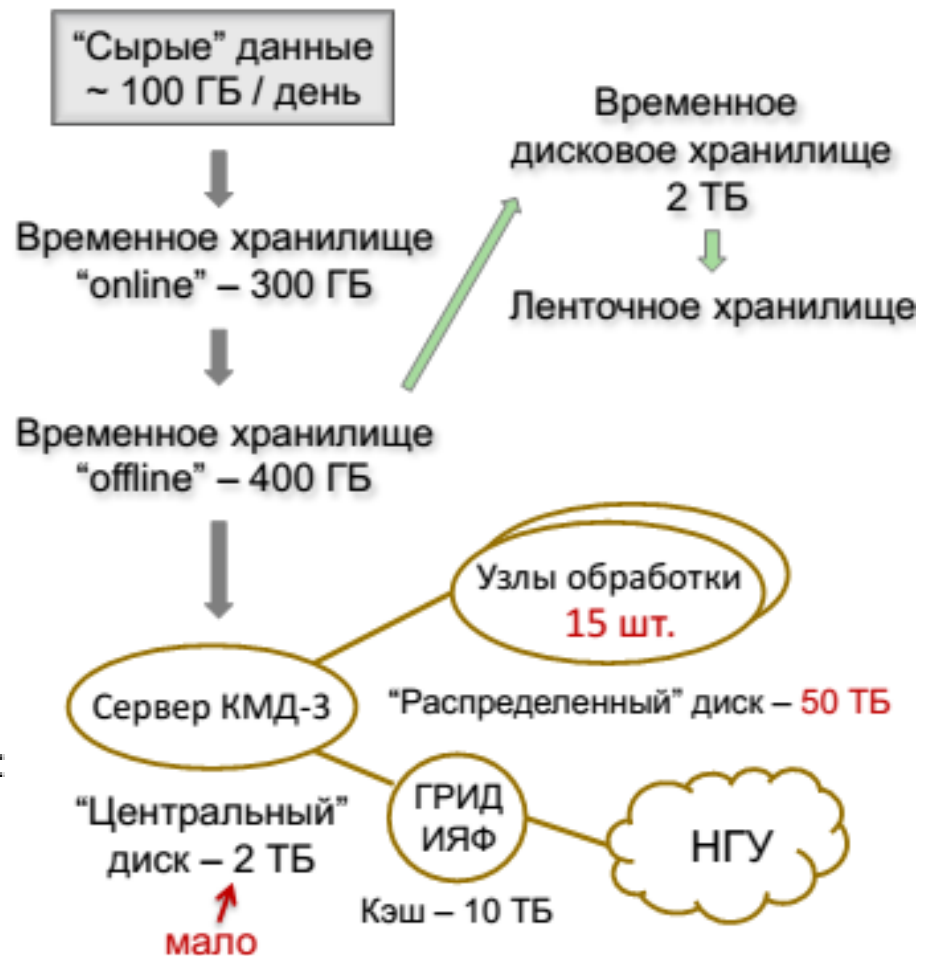 “Сырые” данные
~ 100 ГБ / день
Временное хранилище
“online” – 300 ГБ
Временное хранилище
“offline” – 400 ГБ
Временное
дисковое хранилище
2 ТБ
Ленточное хранилище
Узлы обработки
15 шт.
Сервер КМД-3
“Распределенный” диск – 50 ТБ
“Центральный”
диск – 2 ТБ
мало
ГРИД
ИЯФ
Кэш – 10 ТБ
НГУ